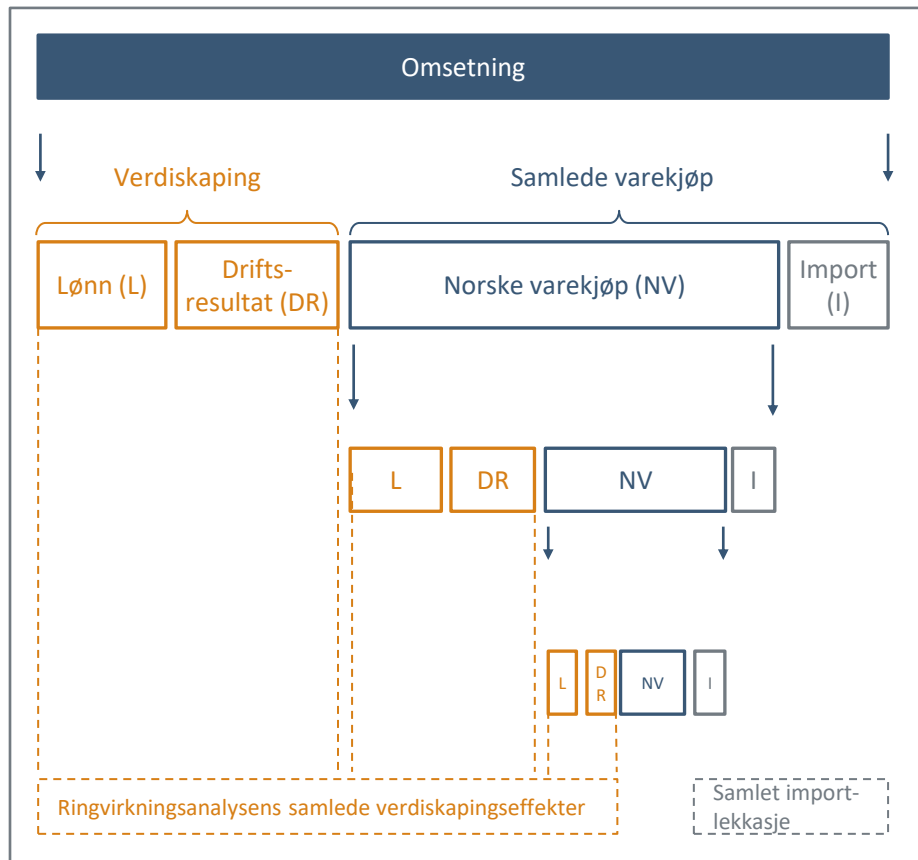 Omsetning
Verdiskaping
Samlede varekjøp
Lønn (L)
Drifts-
resultat (DR)
Norske varekjøp (NV)
Import
(I)
L
DR
NV
I
L
D
R
NV
I
Ringvirkningsanalysens samlede verdiskapingseffekter
Samlet import-
lekkasje